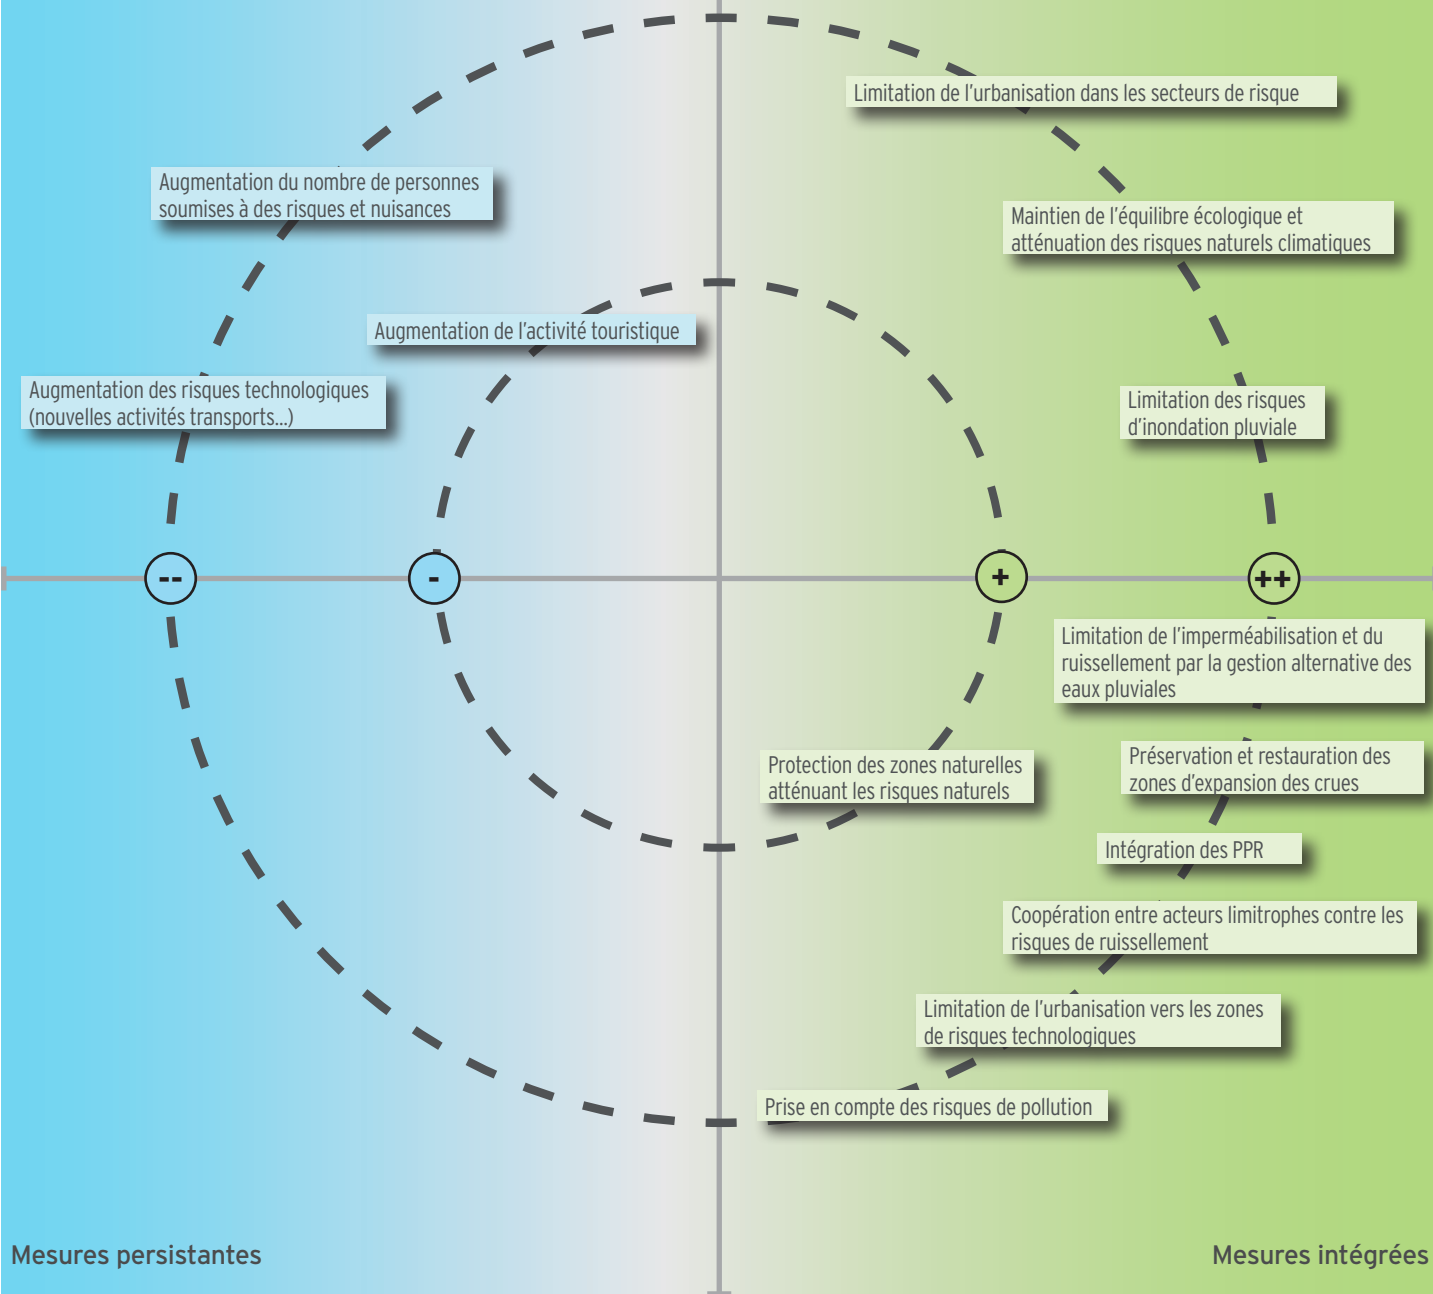 Limitation de l'urbanisation dans les secteurs de risque
Augmentation du nombre de personnes
soumises à des risques et nuisances
Maintien de l'équilibre écologique et
atténuation des risques naturels climatiques
Augmentation de l'activité touristique
Augmentation des risques technologiques
(nouvelles activités transports...)
Limitation des risques
d'inondation pluviale
--
-
+
++
Limitation de l'imperméabilisation et du
ruissellement par la gestion alternative des
eaux pluviales
Protection des zones naturelles
atténuant les risques naturels
Préservation et restauration des
zones d'expansion des crues
Intégration des PPR
Coopération entre acteurs limitrophes contre les
risques de ruissellement
Limitation de l'urbanisation vers les zones
de risques technologiques
Prise en compte des risques de pollution
Mesures persistantes
Mesures intégrées